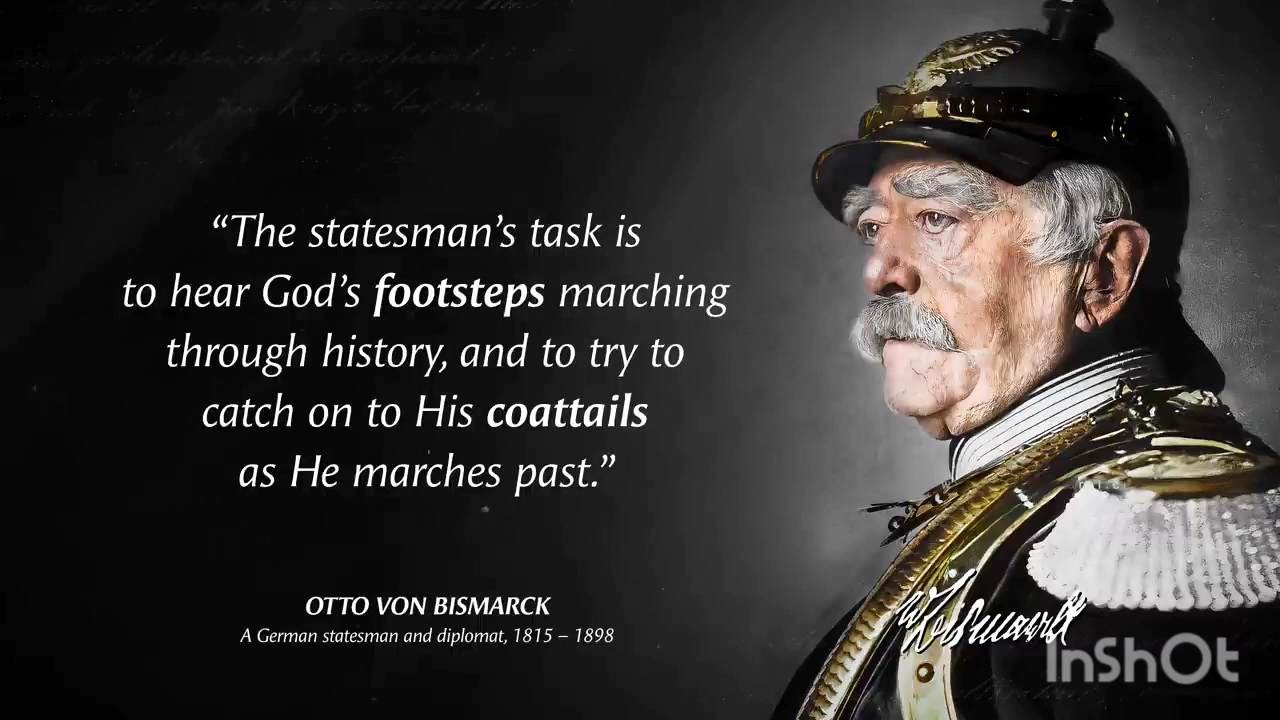 “The statesman’s task is
to hear God’s footsteps marching
through history, and to try to
catch on to His coattails
as He marches past.”
OTTO VON BISMARCK
A German statesman and diplomat, 1815 – 1898
InShOt